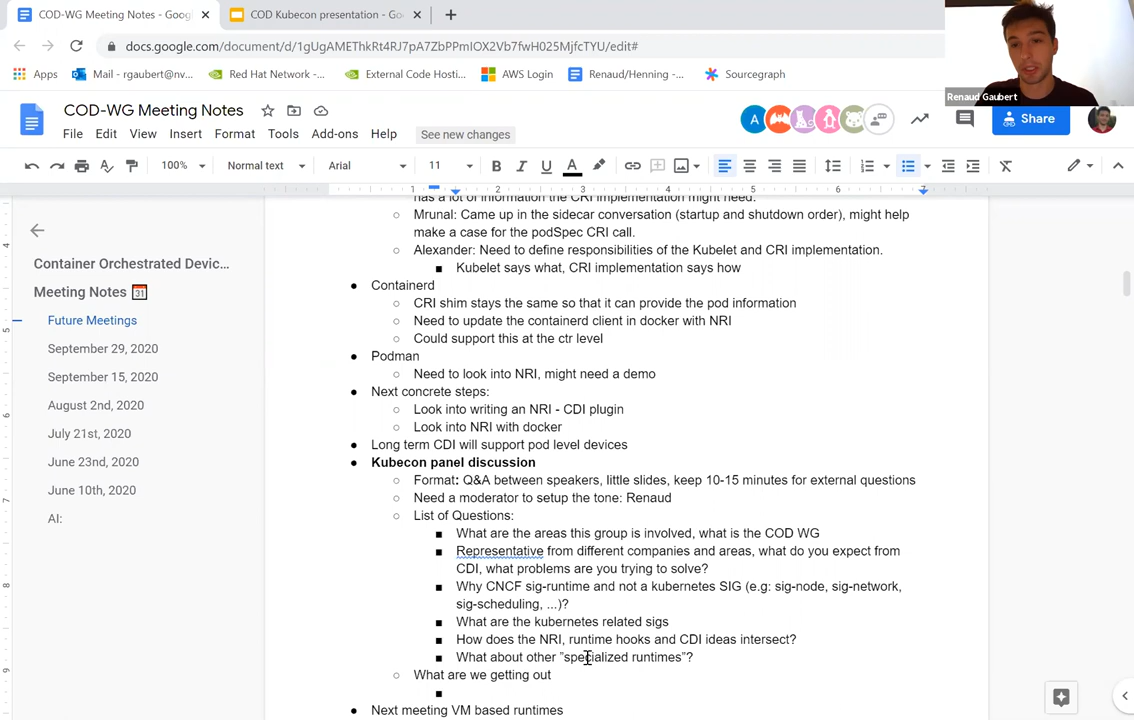 COD-WG Meeting Notes - Goog
COD Kubecon presentation - Go
docs.google.com/document/d/1gUgAMEThkRt4RJ7pA7ZbPPmIOX2Vb7fwH025MjfcTYU/edit#
Apps
Mail - rgaubert@nv...
Red Hat Network -...
External Code Hosti...
AWS Login
Renaud/Henning -...
Sourcegraph
Renaud Gaubert
COD-WG Meeting Notes
File Edit View Insert Format Tools Add-ons Help See new changes
A
Share
100% Normal text Arial 11 B I U A
1 2 3 4 5 6 7
has a lot of information the CRI implementation might need.
Mrunal: Came up in the sidecar conversation (startup and shutdown order), might help
make a case for the podSpec CRI call.
Alexander: Need to define responsibilities of the Kubelet and CRI implementation.
Kubelet says what, CRI implementation says how
Containerd
CRI shim stays the same so that it can provide the pod information
Need to update the containerd client in docker with NRI
Could support this at the ctr level
Podman
Need to look into NRI, might need a demo
Next concrete steps:
Look into writing an NRI - CDI plugin
Look into NRI with docker
Long term CDI will support pod level devices
Kubecon panel discussion
Format: Q&A between speakers, little slides, keep 10-15 minutes for external questions
Need a moderator to setup the tone: Renaud
List of Questions:
What are the areas this group is involved, what is the COD WG
Representative from different companies and areas, what do you expect from
CDI, what problems are you trying to solve?
Why CNCF sig-runtime and not a kubernetes SIG (e.g: sig-node, sig-network,
sig-scheduling, ...)?
What are the kubernetes related sigs
How does the NRI, runtime hooks and CDI ideas intersect?
What about other "specialized runtimes"?
What are we getting out
Next meeting VM based runtimes
Container Orchestrated Devic...
Meeting Notes
Future Meetings
September 29, 2020
September 15, 2020
August 2nd, 2020
July 21st, 2020
June 23nd, 2020
June 10th, 2020
AI:
4
5
6
7
8
9